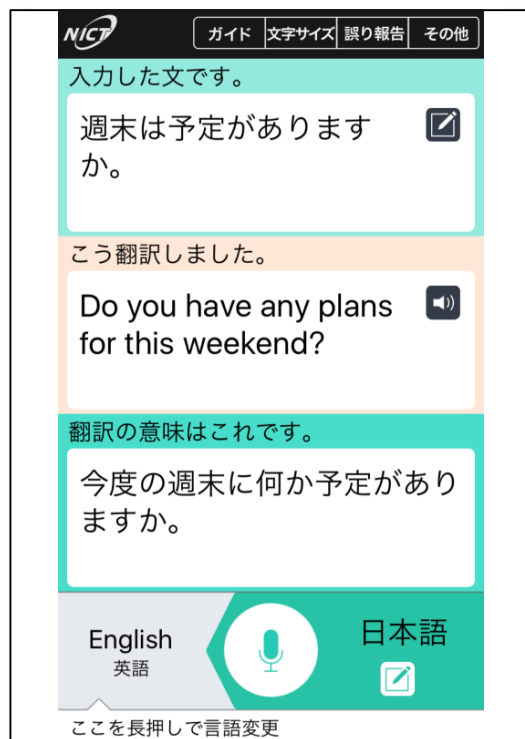 NICT ガイド 文字サイズ 誤り報告 その他
入力した文です。
週末は予定があります
か。
こう翻訳しました。
Do you have any plans
for this weekend?
翻訳の意味はこれです。
今度の週末に何か予定があり
ますか。
English
英語
日本語
ここを長押しで言語変更